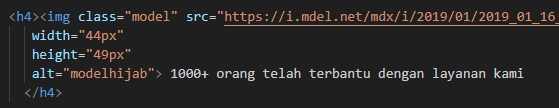 <h4><img class="model" src="https://i.mdel.net/mdx/i/2019/01/2019_01_16_
width="44px"
height="49px"
alt="modelhijab"> 1000+ orang telah terbantu dengan layanan kami
</h4>